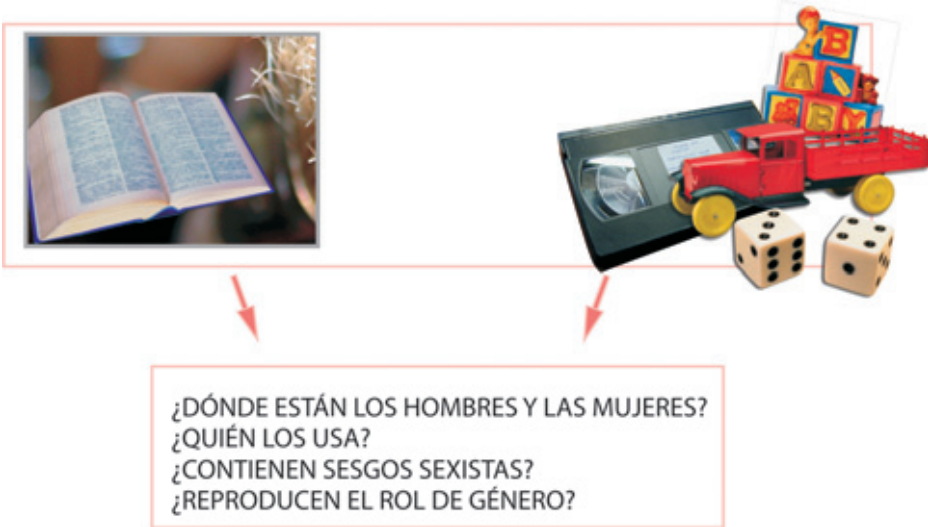 B
A
B Y
¿DÓNDE ESTÁN LOS HOMBRES Y LAS MUJERES?
¿QUIÉN LOS USA?
¿CONTIENEN SESGOS SEXISTAS?
¿REPRODUCEN EL ROL DE GÉNERO?